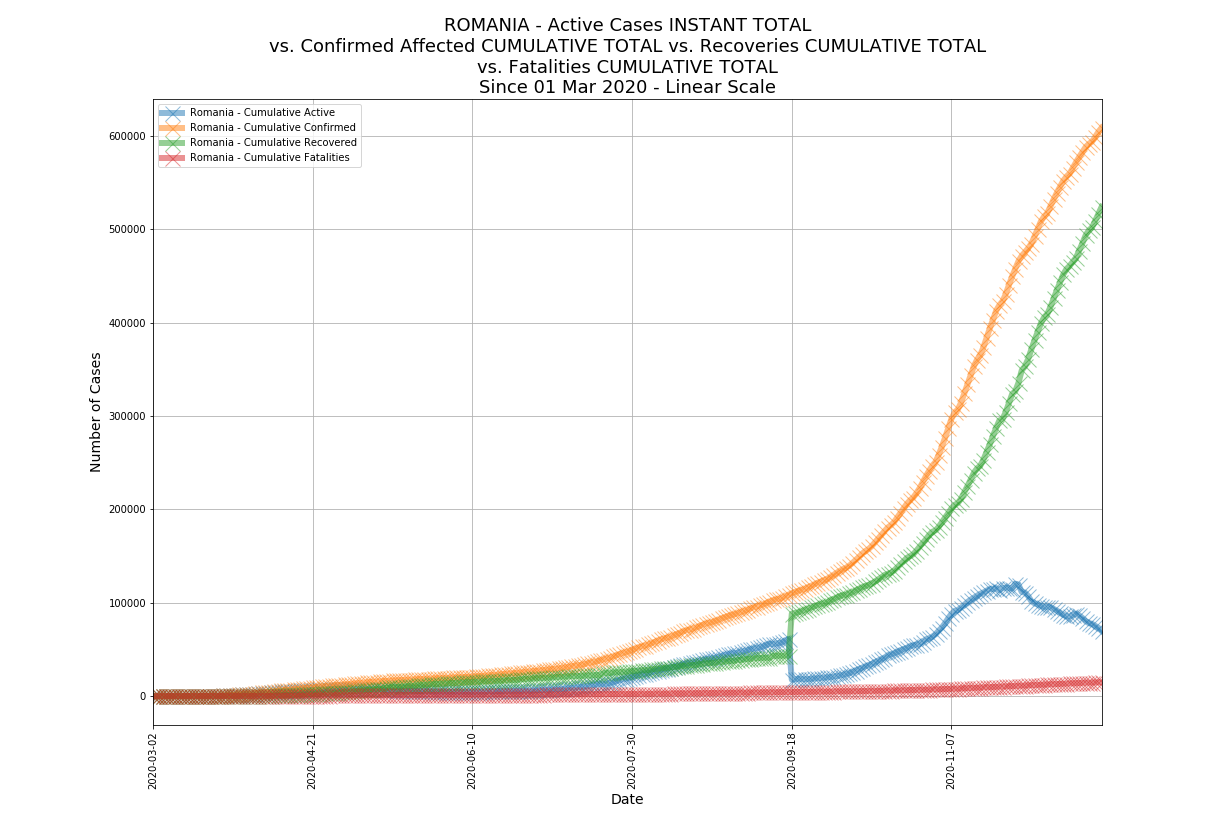 ROMANIA - Active Cases INSTANT TOTAL
vs. Confirmed Affected CUMULATIVE TOTAL vs. Recoveries CUMULATIVE TOTAL
vs. Fatalities CUMULATIVE TOTAL
Since 01 Mar 2020 - Linear Scale
Romania - Cumulative Active
Romania - Cumulative Confirmed
Romania - Cumulative Recovered
Romania - Cumulative Fatalities
600000
500000
400000
300000
200000
100000
0
Number of Cases
2020-03-02
2020-04-21
2020-06-10
2020-07-30
2020-09-18
2020-11-07
Date